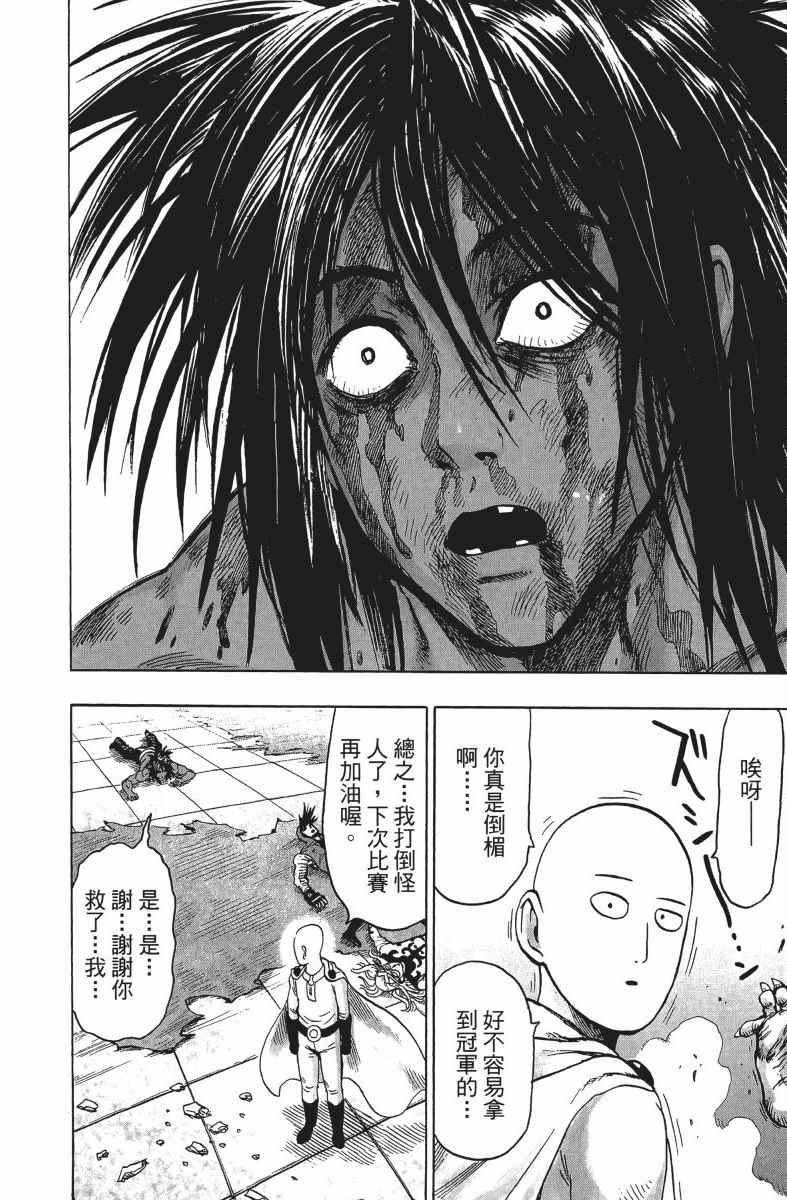 唉呀──
ズン…
你真是倒楣
啊……
好不容易拿
到冠軍的…
總之…我打倒怪
人了，下次比賽
再加油喔。
是…是…
謝…謝謝你
救了…我…